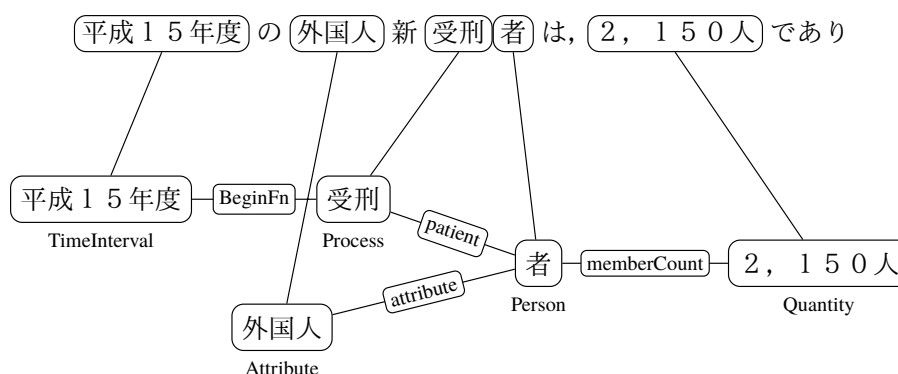 平成１５年度の外国人新受刑者は，２，１５０人であり
平成１５年度 BeginFn 受刑
TimeInterval Process
patient
者 memberCount ２，１５０人
Person Quantity
attribute
外国人
Attribute